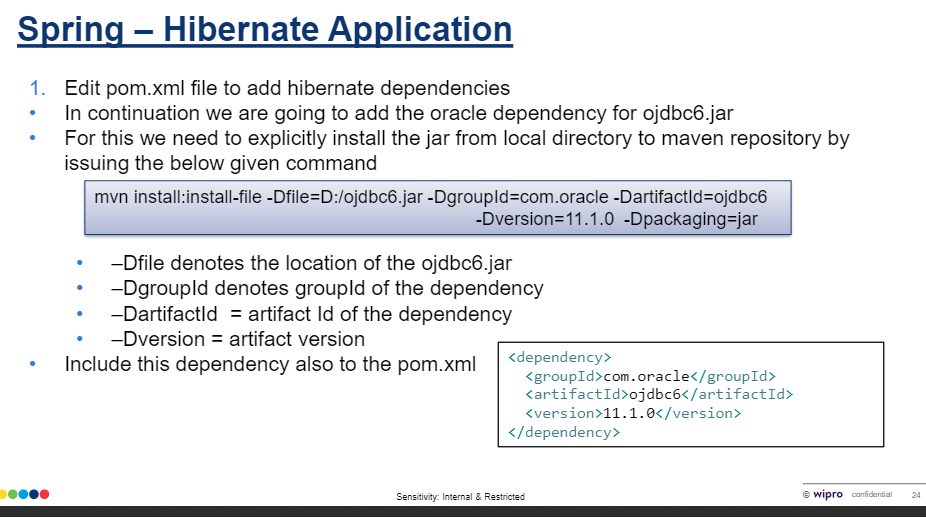 Spring – Hibernate Application
1. Edit pom.xml file to add hibernate dependencies
• In continuation we are going to add the oracle dependency for ojdbc6.jar
• For this we need to explicitly install the jar from local directory to maven repository by
issuing the below given command
mvn install:install-file -Dfile=D:/ojdbc6.jar -DgroupId=com.oracle -DartifactId=ojdbc6
-Dversion=11.1.0 -Dpackaging=jar
• –Dfile denotes the location of the ojdbc6.jar
• –DgroupId denotes groupId of the dependency
• –DartifactId = artifact Id of the dependency
• –Dversion = artifact version
• Include this dependency also to the pom.xml
<dependency>
<groupId>com.oracle</groupId>
<artifactId>ojdbc6</artifactId>
<version>11.1.0</version>
</dependency>
Sensitivity: Internal & Restricted
© wipro confidential 24